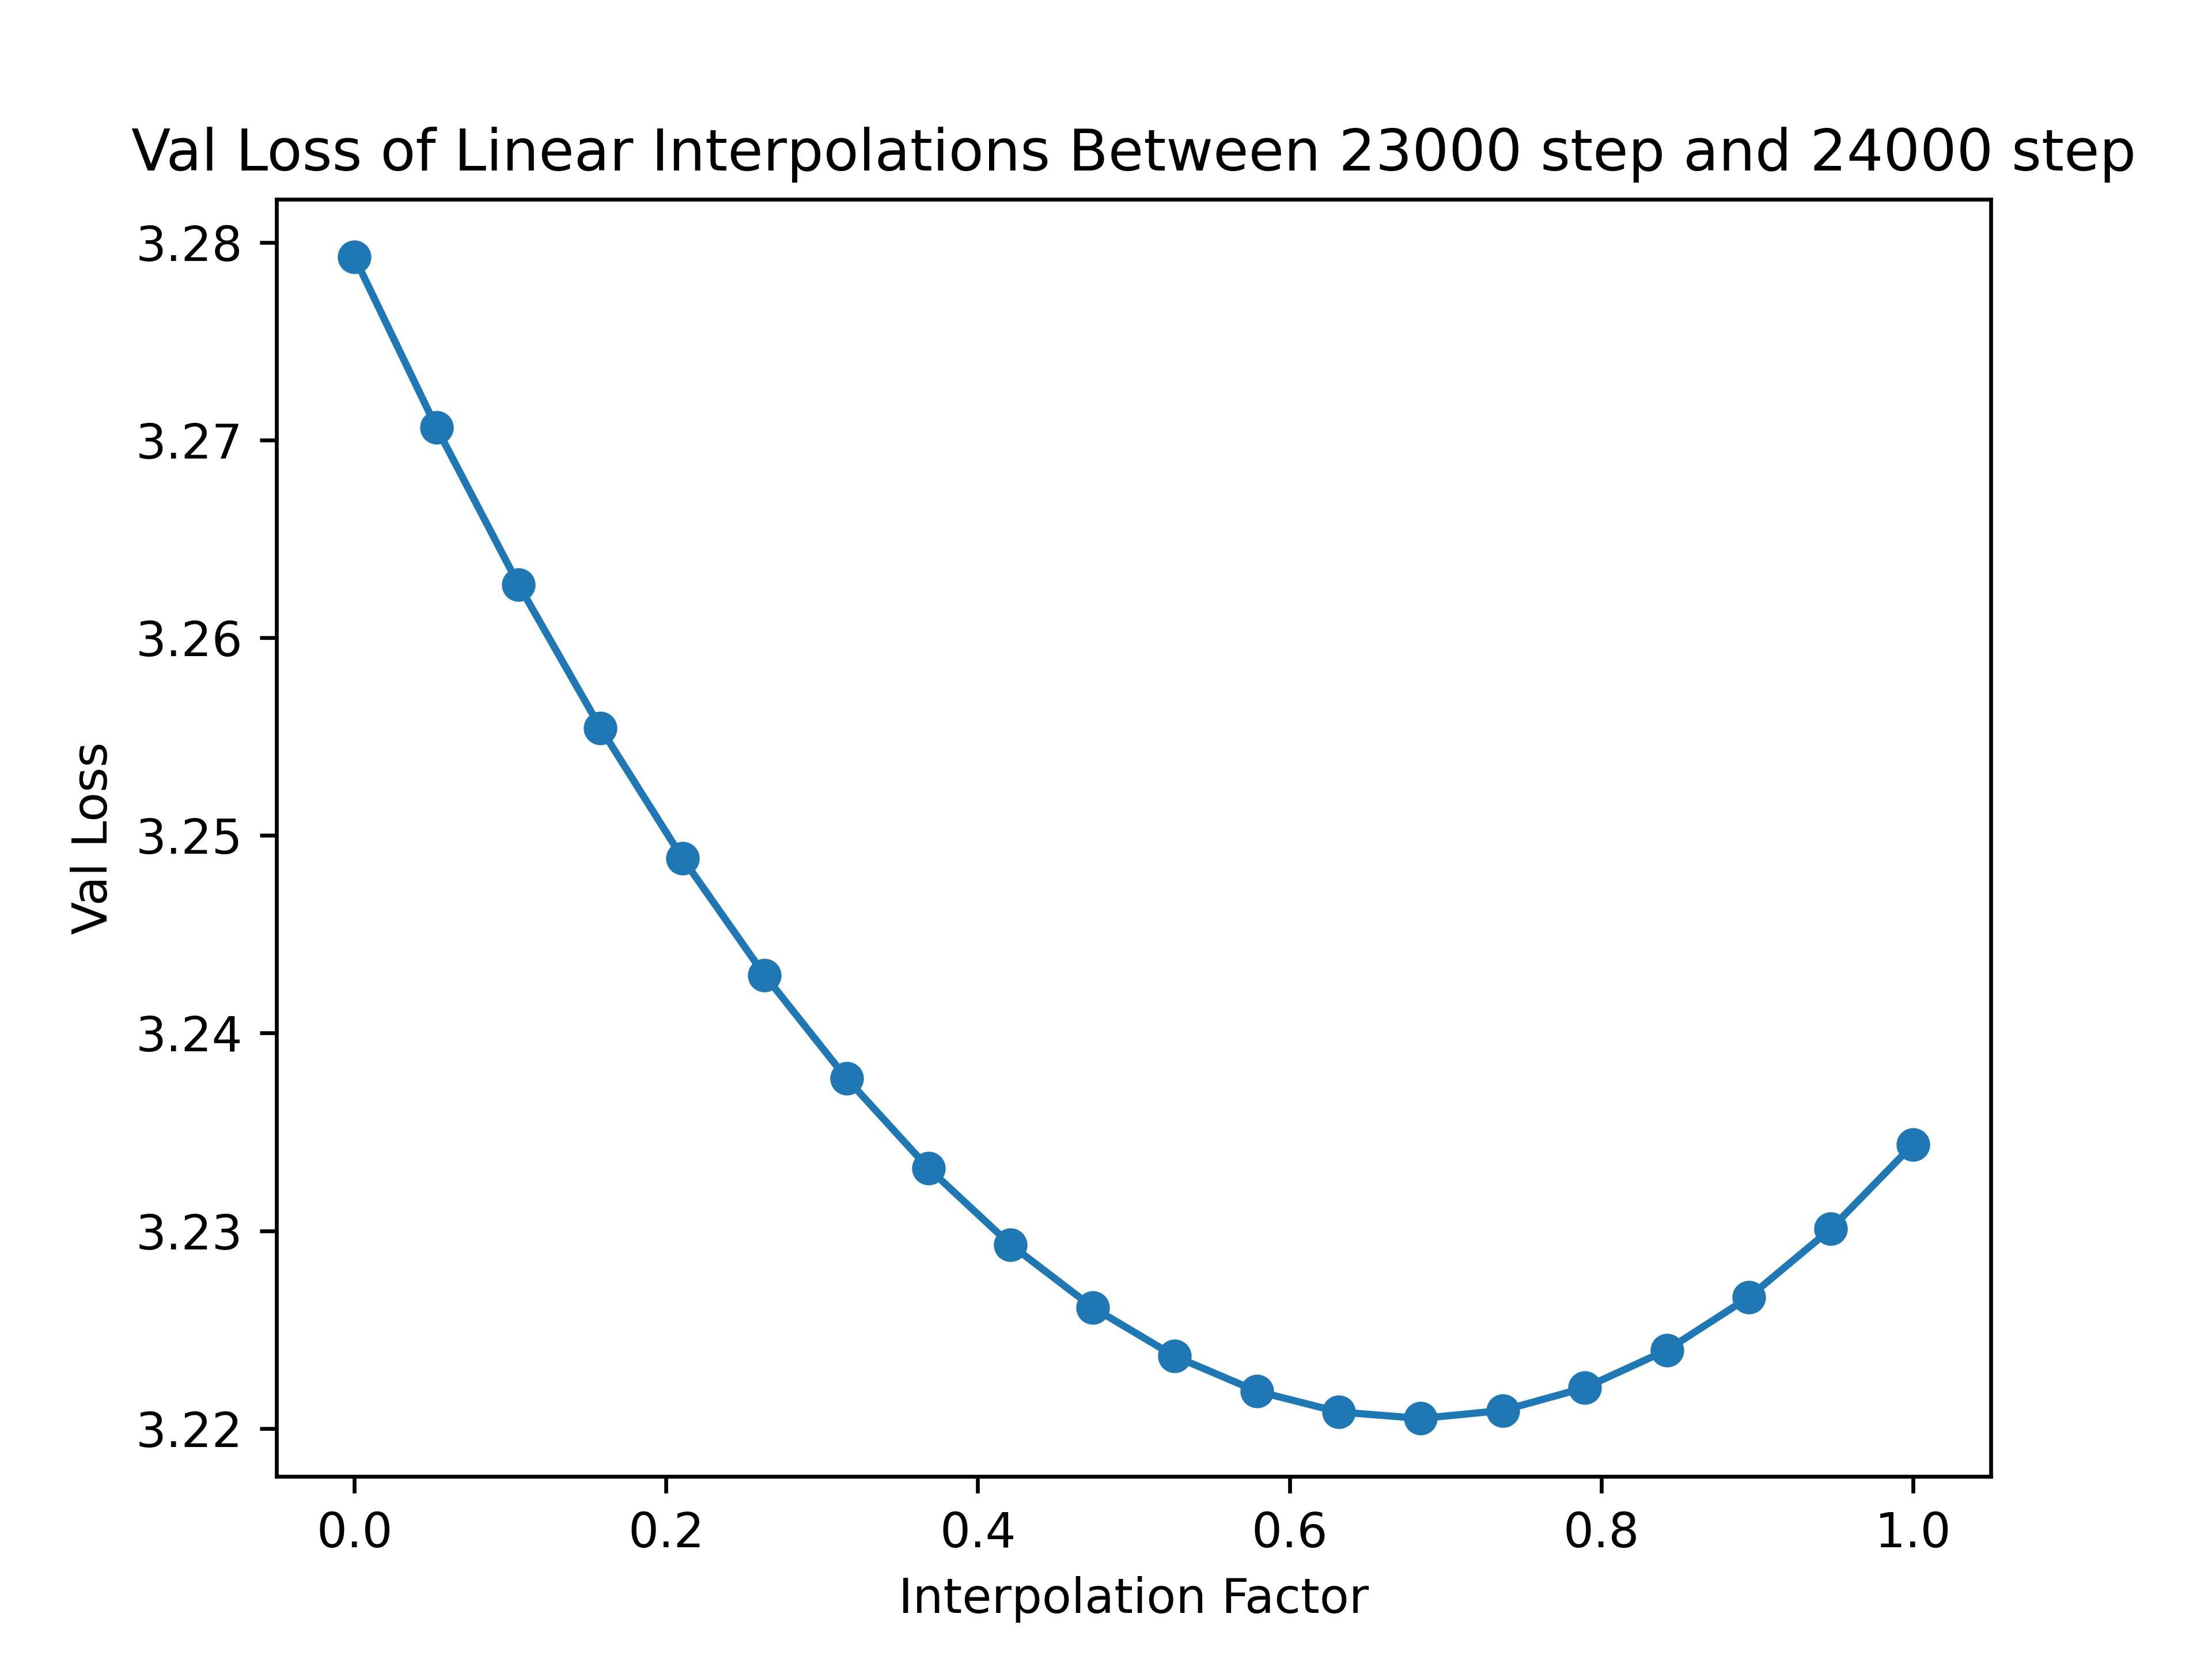 Val Loss of Linear Interpolations Between 23000 step and 24000 step
3.28
3.27
3.26
3.25
3.24
3.23
3.22
Val Loss
0.0 0.2 0.4 0.6 0.8 1.0
Interpolation Factor